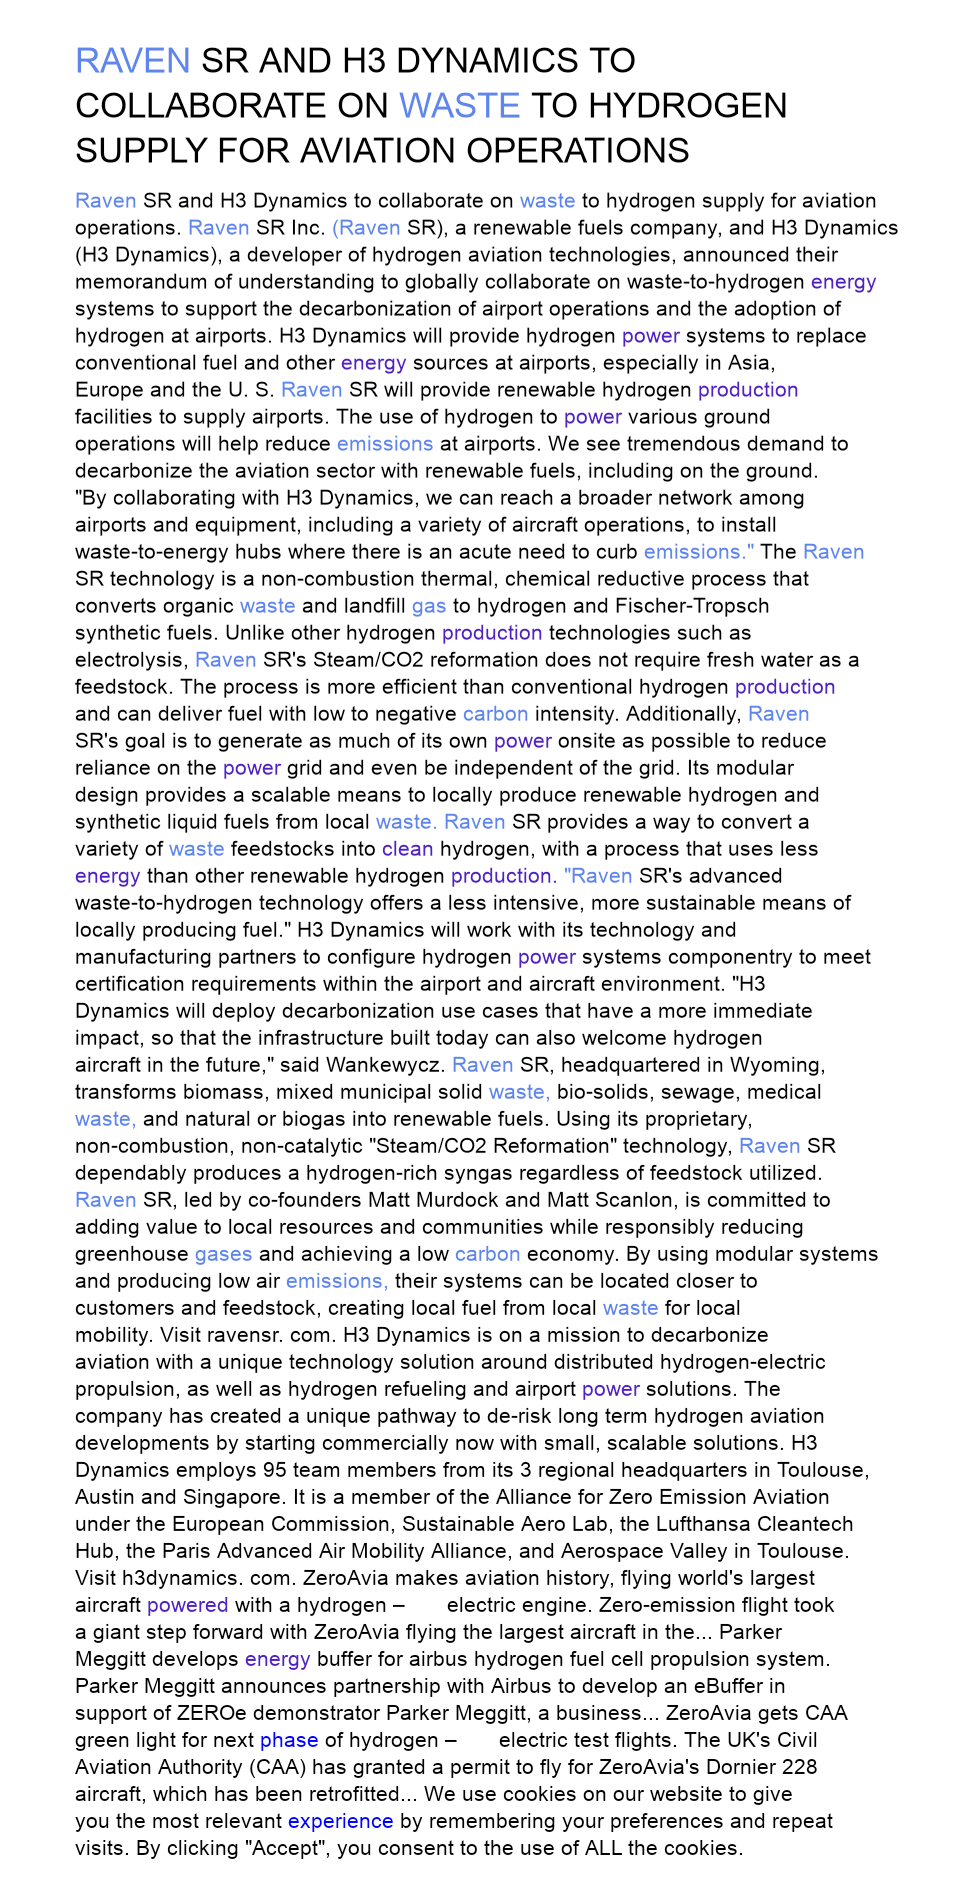 RAVEN SR AND H3 DYNAMICS TO
COLLABORATE ON WASTE TO HYDROGEN
SUPPLY FOR AVIATION OPERATIONS
Raven SR and H3 Dynamics to collaborate on waste to hydrogen supply for aviation
operations. Raven SR Inc. (Raven SR), a renewable fuels company, and H3 Dynamics
(H3 Dynamics), a developer of hydrogen aviation technologies, announced their
memorandum of understanding to globally collaborate on waste-to-hydrogen energy
systems to support the decarbonization of airport operations and the adoption of
hydrogen at airports. H3 Dynamics will provide hydrogen power systems to replace
conventional fuel and other energy sources at airports, especially in Asia,
Europe and the U. S. Raven SR will provide renewable hydrogen production
facilities to supply airports. The use of hydrogen to power various ground
operations will help reduce emissions at airports. We see tremendous demand to
decarbonize the aviation sector with renewable fuels, including on the ground.
"By collaborating with H3 Dynamics, we can reach a broader network among
airports and equipment, including a variety of aircraft operations, to install
waste-to-energy hubs where there is an acute need to curb emissions." The Raven
SR technology is a non-combustion thermal, chemical reductive process that
converts organic waste and landfill gas to hydrogen and Fischer-Tropsch
synthetic fuels. Unlike other hydrogen production technologies such as
electrolysis, Raven SR's Steam/CO2 reformation does not require fresh water as a
feedstock. The process is more efficient than conventional hydrogen production
and can deliver fuel with low to negative carbon intensity. Additionally, Raven
SR's goal is to generate as much of its own power onsite as possible to reduce
reliance on the power grid and even be independent of the grid. Its modular
design provides a scalable means to locally produce renewable hydrogen and
synthetic liquid fuels from local waste. Raven SR provides a way to convert a
variety of waste feedstocks into clean hydrogen, with a process that uses less
energy than other renewable hydrogen production. "Raven SR's advanced
waste-to-hydrogen technology offers a less intensive, more sustainable means of
locally producing fuel." H3 Dynamics will work with its technology and
manufacturing partners to configure hydrogen power systems componentry to meet
certification requirements within the airport and aircraft environment. "H3
Dynamics will deploy decarbonization use cases that have a more immediate
impact, so that the infrastructure built today can also welcome hydrogen
aircraft in the future," said Wankewycz. Raven SR, headquartered in Wyoming,
transforms biomass, mixed municipal solid waste, bio-solids, sewage, medical
waste, and natural or biogas into renewable fuels. Using its proprietary,
non-combustion, non-catalytic "Steam/CO2 Reformation" technology, Raven SR
dependably produces a hydrogen-rich syngas regardless of feedstock utilized.
Raven SR, led by co-founders Matt Murdock and Matt Scanlon, is committed to
adding value to local resources and communities while responsibly reducing
greenhouse gases and achieving a low carbon economy. By using modular systems
and producing low air emissions, their systems can be located closer to
customers and feedstock, creating local fuel from local waste for local
mobility. Visit ravensr. com. H3 Dynamics is on a mission to decarbonize
aviation with a unique technology solution around distributed hydrogen-electric
propulsion, as well as hydrogen refueling and airport power solutions. The
company has created a unique pathway to de-risk long term hydrogen aviation
developments by starting commercially now with small, scalable solutions. H3
Dynamics employs 95 team members from its 3 regional headquarters in Toulouse,
Austin and Singapore. It is a member of the Alliance for Zero Emission Aviation
under the European Commission, Sustainable Aero Lab, the Lufthansa Cleantech
Hub, the Paris Advanced Air Mobility Alliance, and Aerospace Valley in Toulouse.
Visit h3dynamics. com. ZeroAvia makes aviation history, flying world's largest
aircraft powered with a hydrogen – electric engine. Zero-emission flight took
a giant step forward with ZeroAvia flying the largest aircraft in the... Parker
Meggitt develops energy buffer for airbus hydrogen fuel cell propulsion system.
Parker Meggitt announces partnership with Airbus to develop an eBuffer in
support of ZEROe demonstrator Parker Meggitt, a business... ZeroAvia gets CAA
green light for next phase of hydrogen – electric test flights. The UK's Civil
Aviation Authority (CAA) has granted a permit to fly for ZeroAvia's Dornier 228
aircraft, which has been retrofitted... We use cookies on our website to give
you the most relevant experience by remembering your preferences and repeat
visits. By clicking "Accept", you consent to the use of ALL the cookies.